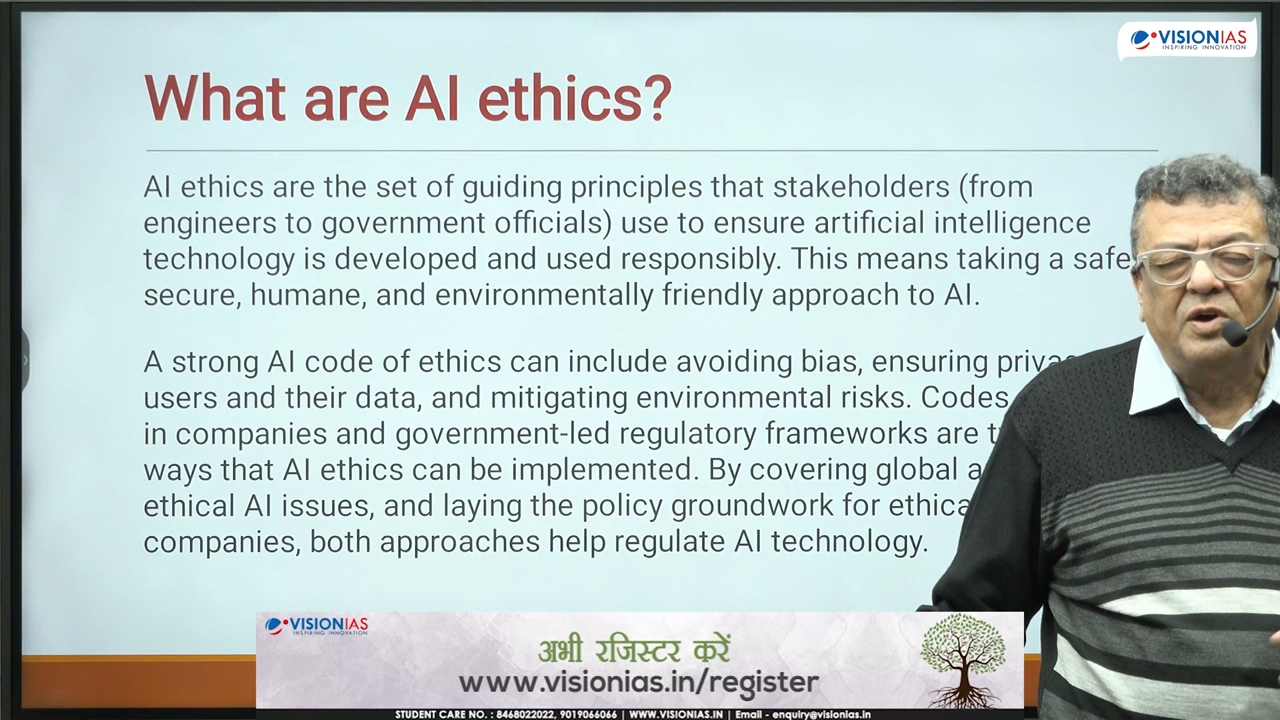 VISIONIAS
INSPIRING INNOVATION
What are AI ethics?
AI ethics are the set of guiding principles that stakeholders (from
engineers to government officials) use to ensure artificial intelligence
technology is developed and used responsibly. This means taking a safe
secure, humane, and environmentally friendly approach to AI.
A strong AI code of ethics can include avoiding bias, ensuring
users and their data, and mitigating environmental risks. Codes
in companies and government-led regulatory frameworks are
ways that AI ethics can be implemented. By covering global
ethical AI issues, and laying the policy groundwork for
companies, both approaches help regulate AI technology.
VISIONIAS
INSPIRING INNOVATION
अभी रजिस्टर करें
www.visionias.in/register
STUDENT CARE NO. : 8468022022, 9019066066 | WWW.VISIONIAS.IN | Email - enquiry@visionias.in